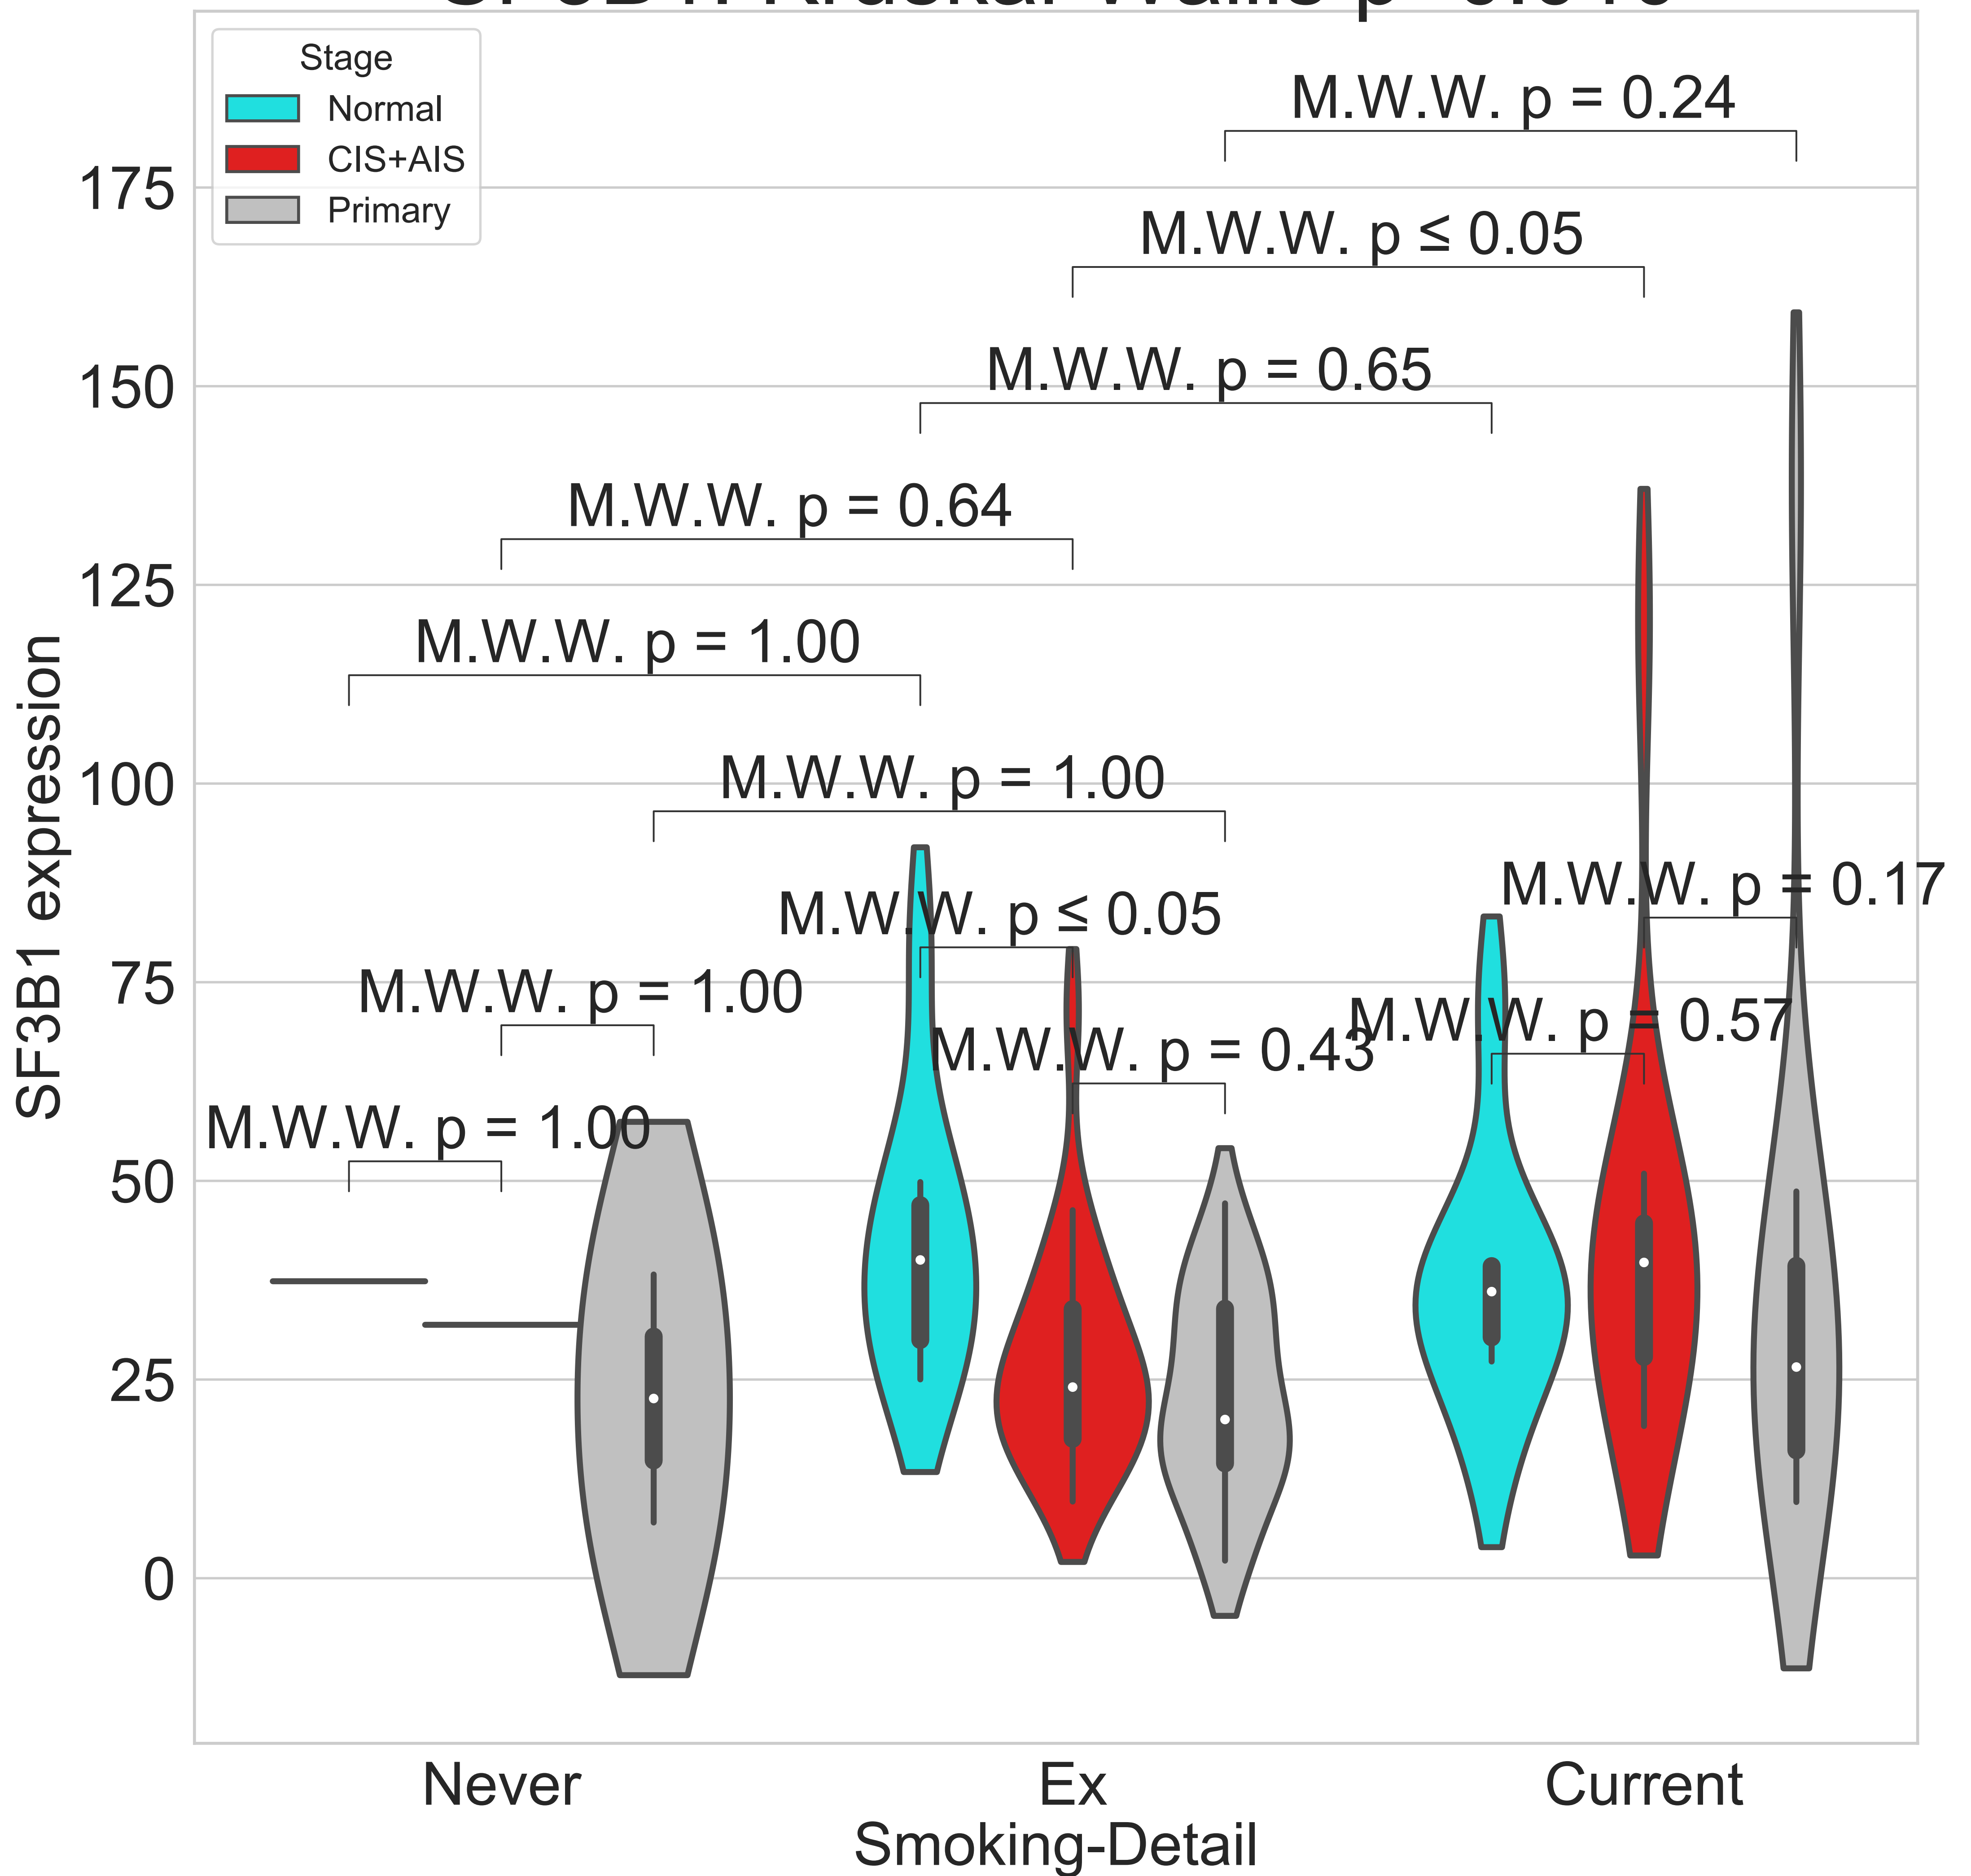 Stage
Normal
CIS+AIS
Primary
M.W.W. p = 0.24
M.W.W. p ≤ 0.05
M.W.W. p = 0.65
M.W.W. p = 0.64
M.W.W. p = 1.00
M.W.W. p = 1.00
M.W.W. p = 0.17
M.W.W. p ≤ 0.05
M.W.W. p = 1.00
M.W.W. p = 0.57
M.W.W. p = 0.43
M.W.W. p = 1.00
175
150
125
100
75
50
25
0
SF3B1 expression
Never
Ex
Current
Smoking-Detail